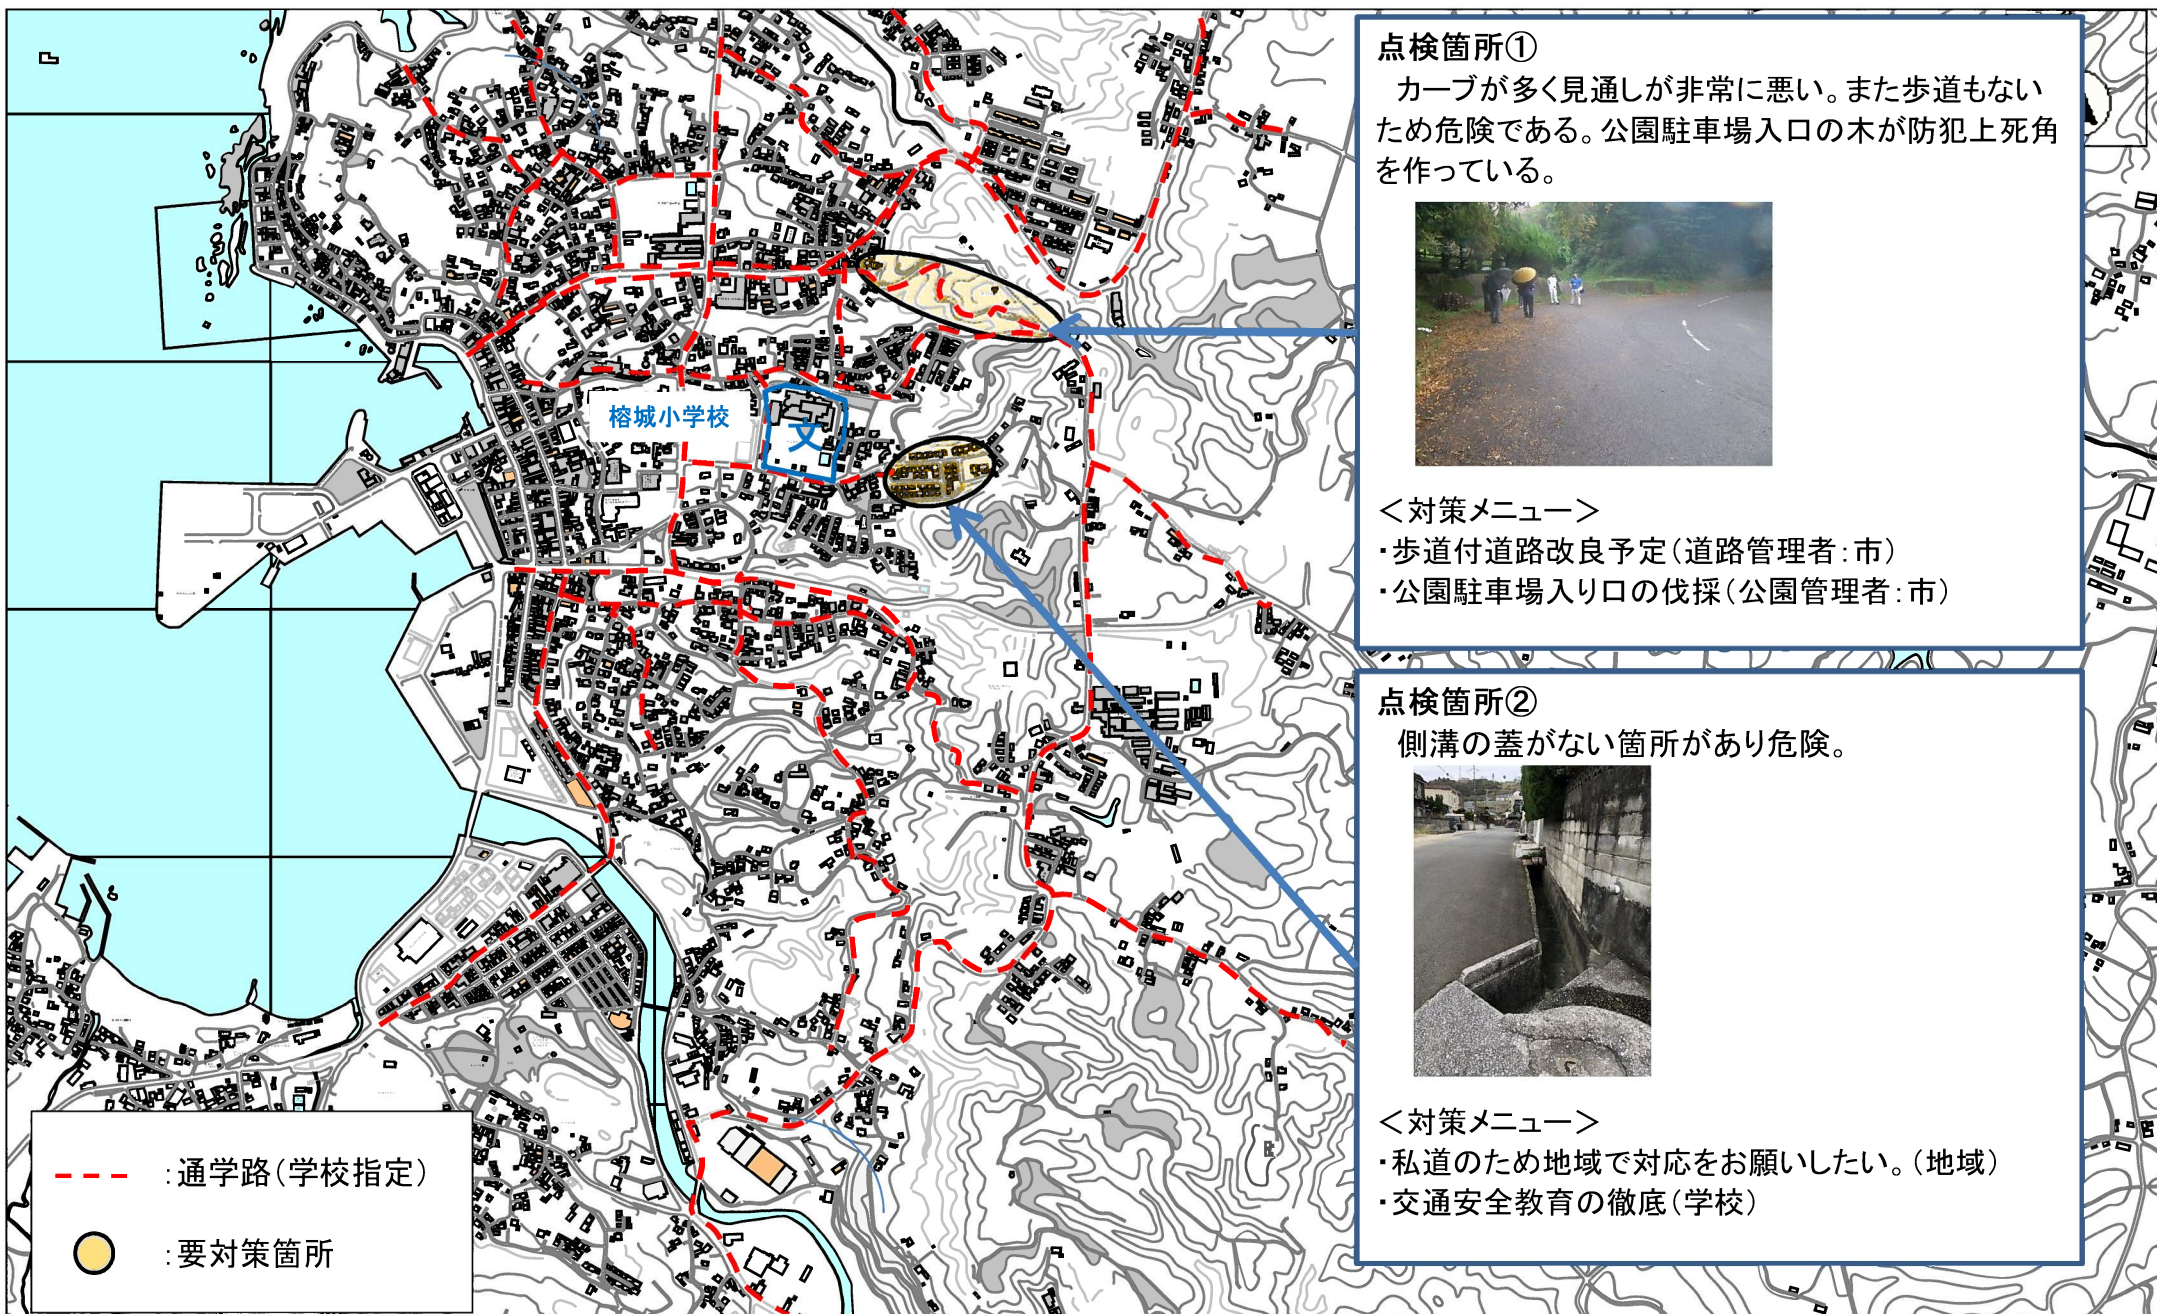 点検箇所①
カーブが多く見通しが非常に悪い。また歩道もない
ため危険である。公園駐車場入口の木が防犯上死角
を作っている。
＜対策メニュー＞
・歩道付道路改良予定（道路管理者：市）
・公園駐車場入り口の伐採（公園管理者：市）
榕城小学校
文
点検箇所②
側溝の蓋がない箇所があり危険。
＜対策メニュー＞
・私道のため地域で対応をお願いしたい。（地域）
・交通安全教育の徹底（学校）
：通学路（学校指定）
：要対策箇所